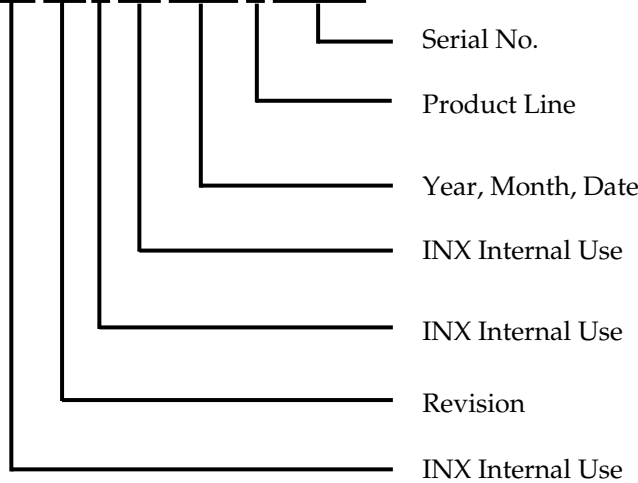 Serial No.
Product Line
Year, Month, Date
INX Internal Use
INX Internal Use
Revision
INX Internal Use